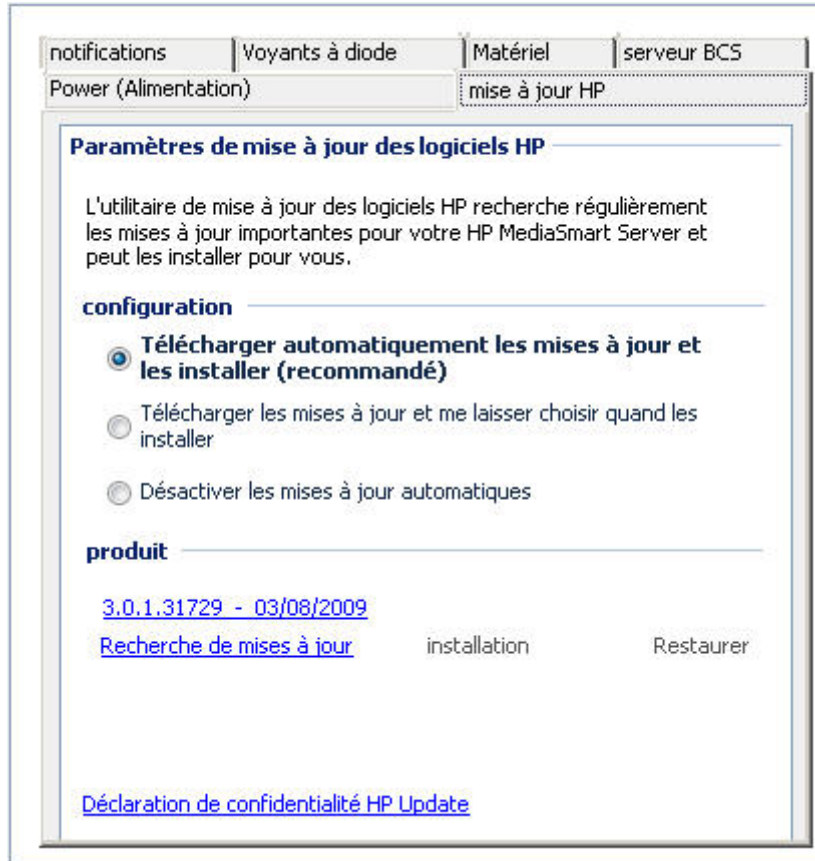 notifications
Voyants à diode
Matériel
serveur BCS
Power (Alimentation)
mise à jour HP
Paramètres de mise à jour des logiciels HP
L'utilitaire de mise à jour des logiciels HP recherche régulièrement
les mises à jour importantes pour votre HP MediaSmart Server et
peut les installer pour vous.
configuration
Télécharger automatiquement les mises à jour et
les installer (recommandé)
Télécharger les mises à jour et me laisser choisir quand les
installer
Désactiver les mises à jour automatiques
produit
3.0.1.31729 - 03/08/2009
Recherche de mises à jour
installation
Restaurer
Déclaration de confidentialité HP Update